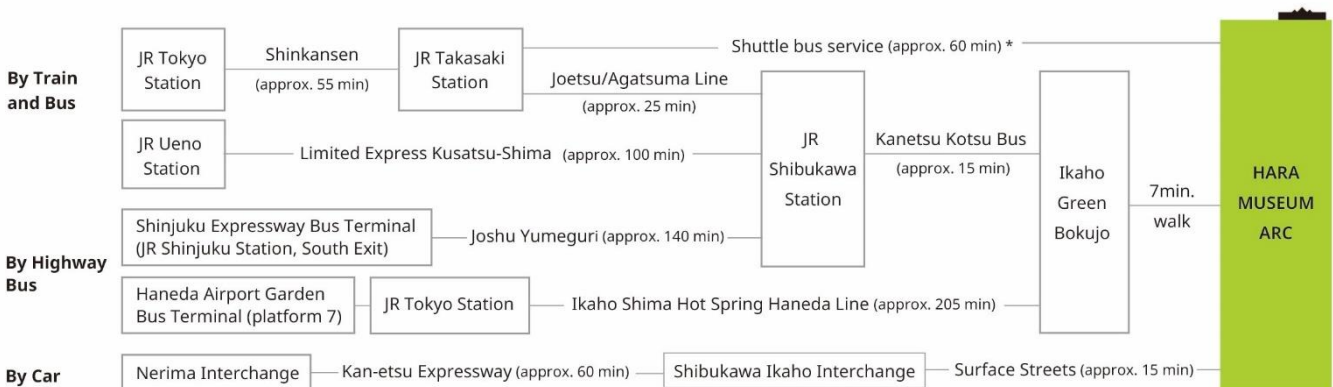 By Train
and Bus
JR Tokyo
Station
Shinkansen
(approx. 55 min)
JR Takasaki
Station
Shuttle bus service (approx. 60 min) *
Joetsu/Agatsuma Line
(approx. 25 min)
JR Ueno
Station
Limited Express Kusatsu-Shima (approx. 100 min)
JR
Shibukawa
Station
Kanetsu Kotsu Bus
(approx. 15 min)
Ikaho
Green
Bokujo
7min.
walk
HARA
MUSEUM
ARC
By Highway
Bus
Shinjuku Expressway Bus Terminal
(JR Shinjuku Station, South Exit)
Joshu Yumeguri (approx. 140 min)
Haneda Airport Garden
Bus Terminal (platform 7)
JR Tokyo Station
Ikaho Shima Hot Spring Haneda Line (approx. 205 min)
By Car
Nerima Interchange
Kan-etsu Expressway (approx. 60 min)
Shibukawa Ikaho Interchange
Surface Streets (approx. 15 min)